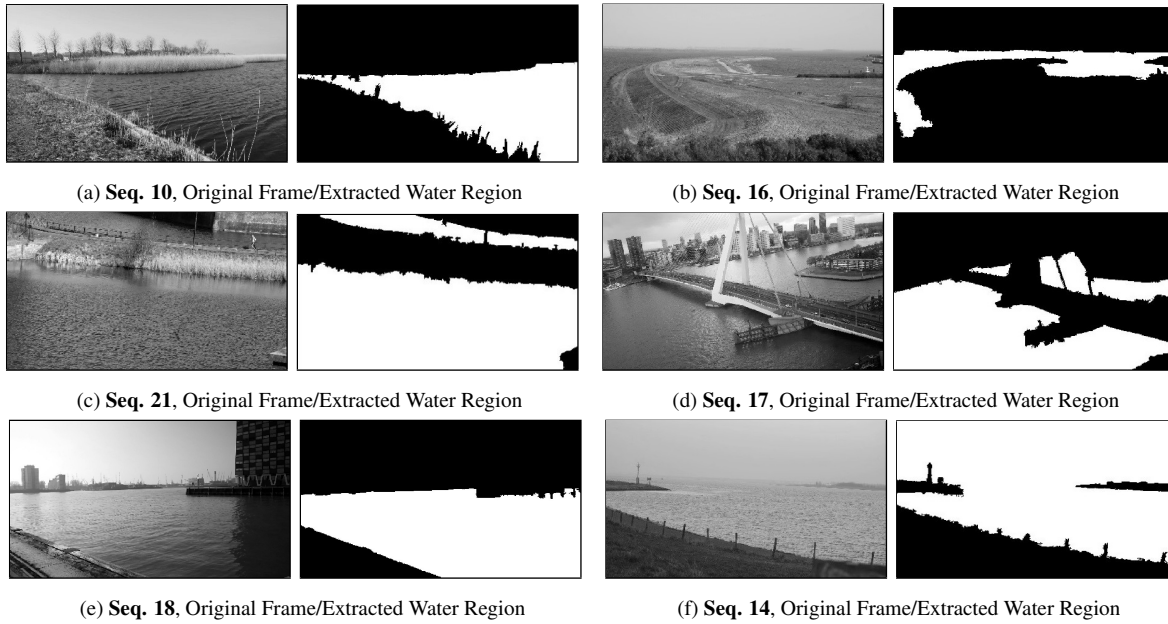 (a) Seq. 10, Original Frame/Extracted Water Region
(b) Seq. 16, Original Frame/Extracted Water Region
(c) Seq. 21, Original Frame/Extracted Water Region
(d) Seq. 17, Original Frame/Extracted Water Region
(e) Seq. 18, Original Frame/Extracted Water Region
(f) Seq. 14, Original Frame/Extracted Water Region